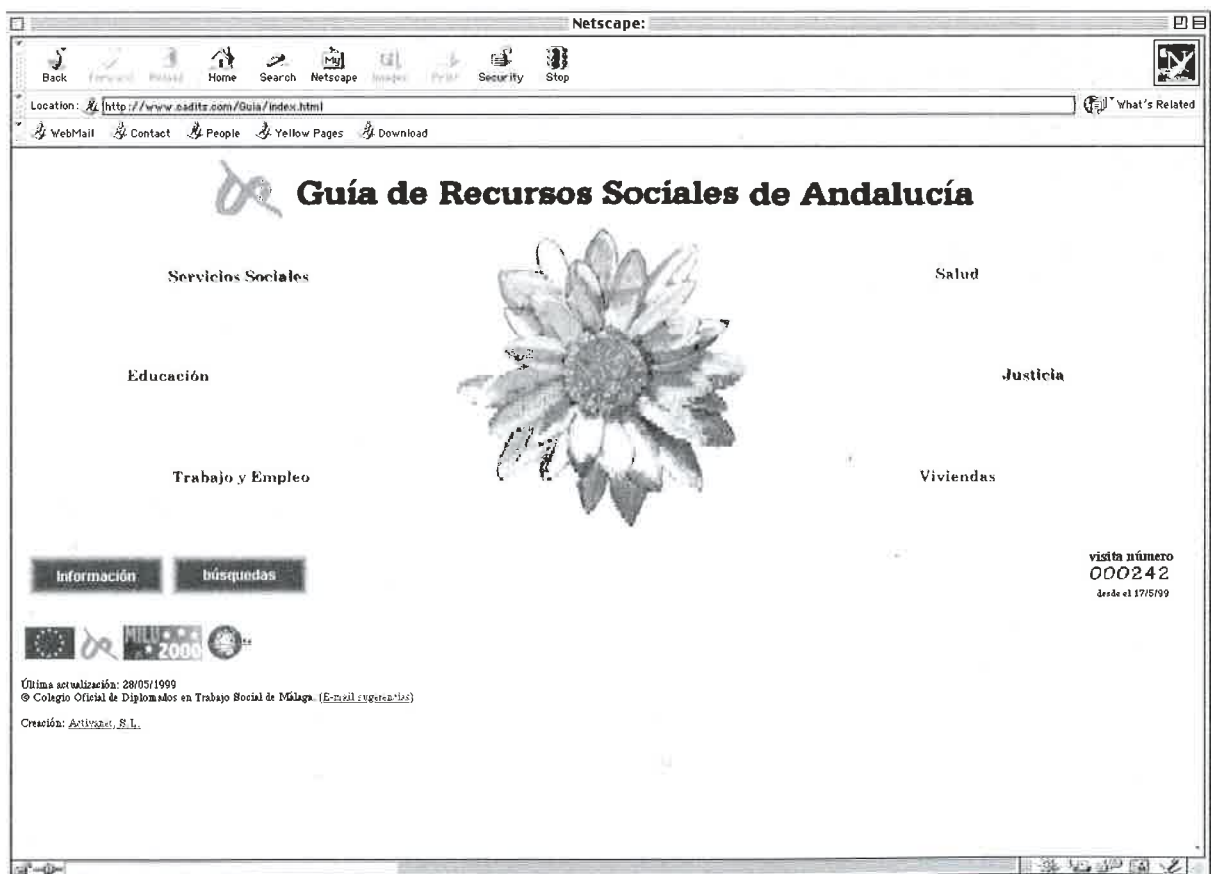 Netscape:
Back Forward Reload Home Search Netscape Images Print Security Stop
Location: http://www.cadits.com/Guia/index.html What's Related
WebMail Contact People Yellow Pages Download
Guía de Recursos Sociales de Andalucía
Servicios Sociales Salud
Educación Justicia
Trabajo y Empleo Viviendas
Información búsquedas
visita número
000242
desde el 17/5/99
2000
Última actualización: 28/05/1999
© Colegio Oficial de Diplomados en Trabajo Social de Málaga. (E-mail sugerencias)
Creación: Activanet, S.L.